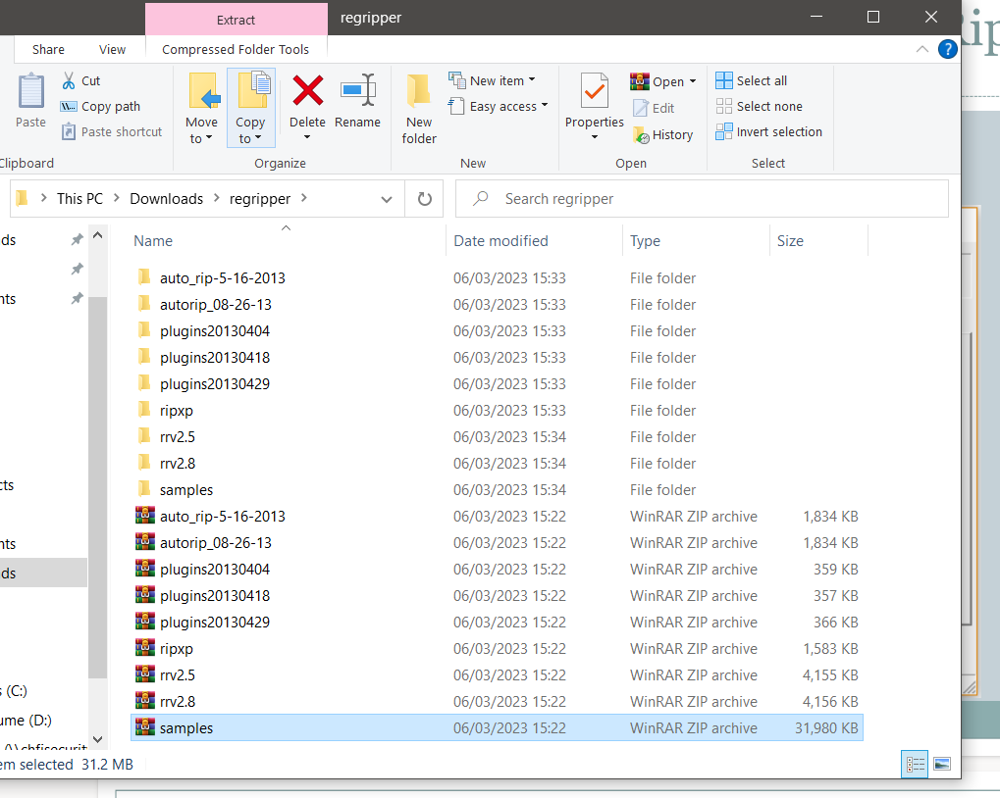 Extract
regripper
Share View Compressed Folder Tools
Paste
Cut
Copy path
Paste shortcut
Clipboard
Move to
Copy to
Delete
Rename
Organize
New folder
New item
Easy access
New
Properties
Open
Edit
History
Open
Select all
Select none
Invert selection
Select
This PC > Downloads > regripper >
Search regripper
Name Date modified Type Size
auto_rip-5-16-2013 06/03/2023 15:33 File folder
autorip_08-26-13 06/03/2023 15:33 File folder
plugins20130404 06/03/2023 15:33 File folder
plugins20130418 06/03/2023 15:33 File folder
plugins20130429 06/03/2023 15:33 File folder
ripxp 06/03/2023 15:33 File folder
rrv2.5 06/03/2023 15:34 File folder
rrv2.8 06/03/2023 15:34 File folder
samples 06/03/2023 15:34 File folder
auto_rip-5-16-2013 06/03/2023 15:22 WinRAR ZIP archive 1,834 KB
autorip_08-26-13 06/03/2023 15:22 WinRAR ZIP archive 1,834 KB
plugins20130404 06/03/2023 15:22 WinRAR ZIP archive 359 KB
plugins20130418 06/03/2023 15:22 WinRAR ZIP archive 357 KB
plugins20130429 06/03/2023 15:22 WinRAR ZIP archive 366 KB
ripxp 06/03/2023 15:22 WinRAR ZIP archive 1,583 KB
rrv2.5 06/03/2023 15:22 WinRAR ZIP archive 4,155 KB
rrv2.8 06/03/2023 15:22 WinRAR ZIP archive 4,156 KB
samples 06/03/2023 15:22 WinRAR ZIP archive 31,980 KB
ds
nts
cts
nts
ds
s (C:)
ume (D:)
em selected 31.2 MB
Rip